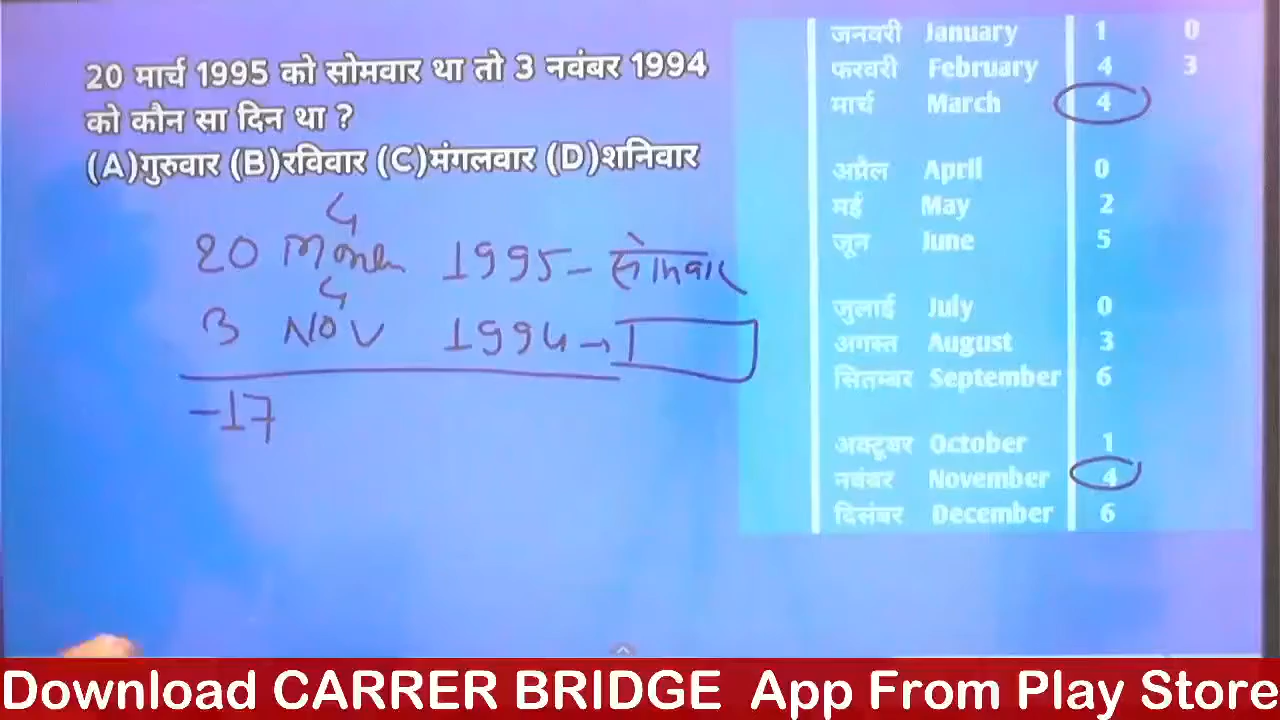 20 मार्च 1995 को सोमवार था तो 3 नवंबर 1994
को कौन सा दिन था ?
(A)गुरुवार (B)रविवार (C)मंगलवार (D)शनिवार
4
20 March 1995 – सोमवार
4
3 Nov 1994 →
-17
जनवरी January 1 0
फरवरी February 4 3
मार्च March 4
अप्रैल April 0
मई May 2
जून June 5
जुलाई July 0
अगस्त August 3
सितम्बर September 6
अक्टूबर October 1
नवंबर November 4
दिसंबर December 6
Download CARRER BRIDGE App From Play Store